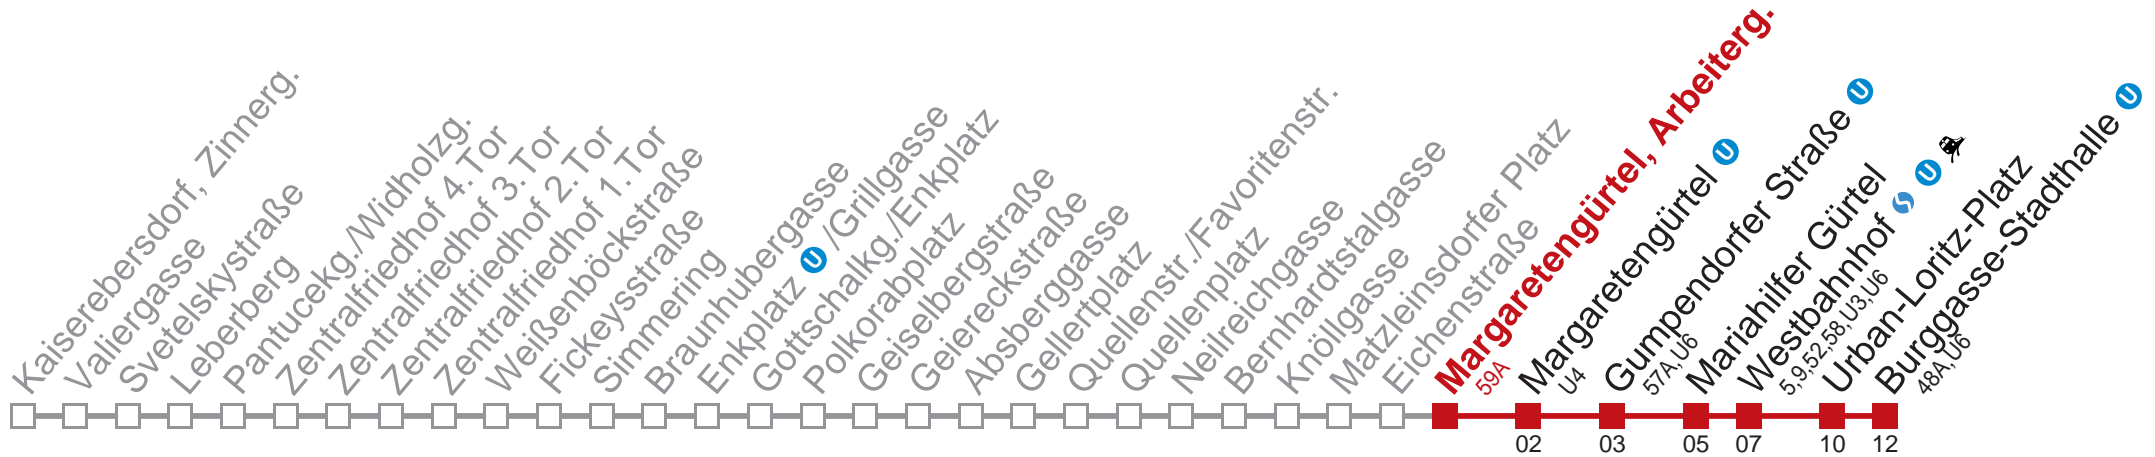 Kaiserebersdorf, Zinnerg.
Valiergasse
Svetelskystraße
Leberberg
Pantucekg./Widholzg.
Zentralfriedhof 4.Tor
Zentralfriedhof 3.Tor
Zentralfriedhof 2.Tor
Zentralfriedhof 1.Tor
Weißenböckstraße
Fickeysstraße
Simmering
Braunhubergasse
Enkplatz U /Grillgasse
Gottschalkg./Enkplatz
Polkorabplatz
Geiselbergstraße
Geiereckstraße
Absberggasse
Gellertplatz
Quellenstr./Favoritenstr.
Quellenplatz
Neilreichgasse
Bernhardtstalgasse
Knöllgasse
Matzleinsdorfer Platz
Eichenstraße
Margaretengürtel, Arbeiterg.
59A
Margaretengürtel U
U4
02
Gumpendorfer Straße U
57A,U6
03
Mariahilfer Gürtel
05
Westbahnhof U
5,9,52,58,U3,U6
07
Urban-Loritz-Platz
10
Burggasse-Stadthalle U
48A,U6
12